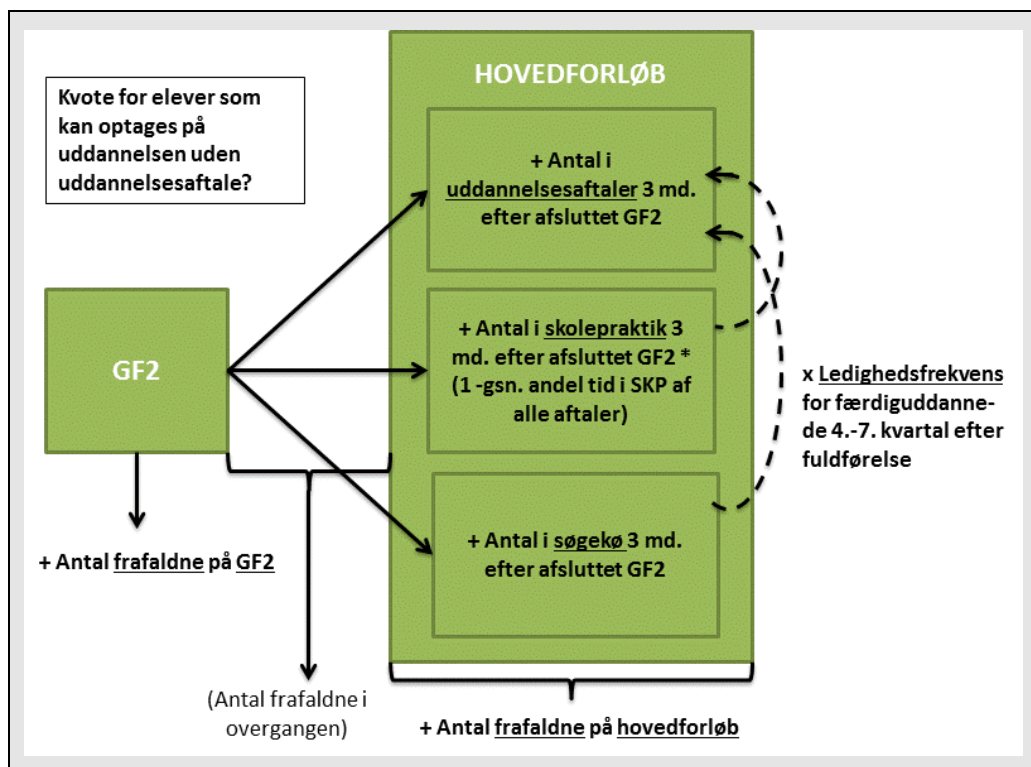 Kvote for elever som
kan optages på
uddannelsen uden
uddannelsesaftale?
HOVEDFORLØB
+ Antal i
uddannelsesaftaler 3 md.
efter afsluttet GF2
GF2
+ Antal i skolepraktik 3
md. efter afsluttet GF2 *
(1 -gsn. andel tid i SKP af
alle aftaler)
x Ledighedsfrekvens
for færdiguddanne-
de 4.-7. kvartal efter
fuldførelse
+ Antal i søgekø 3 md.
efter afsluttet GF2
+ Antal frafaldne på GF2
(Antal frafaldne i
overgangen)
+ Antal frafaldne på hovedforløb